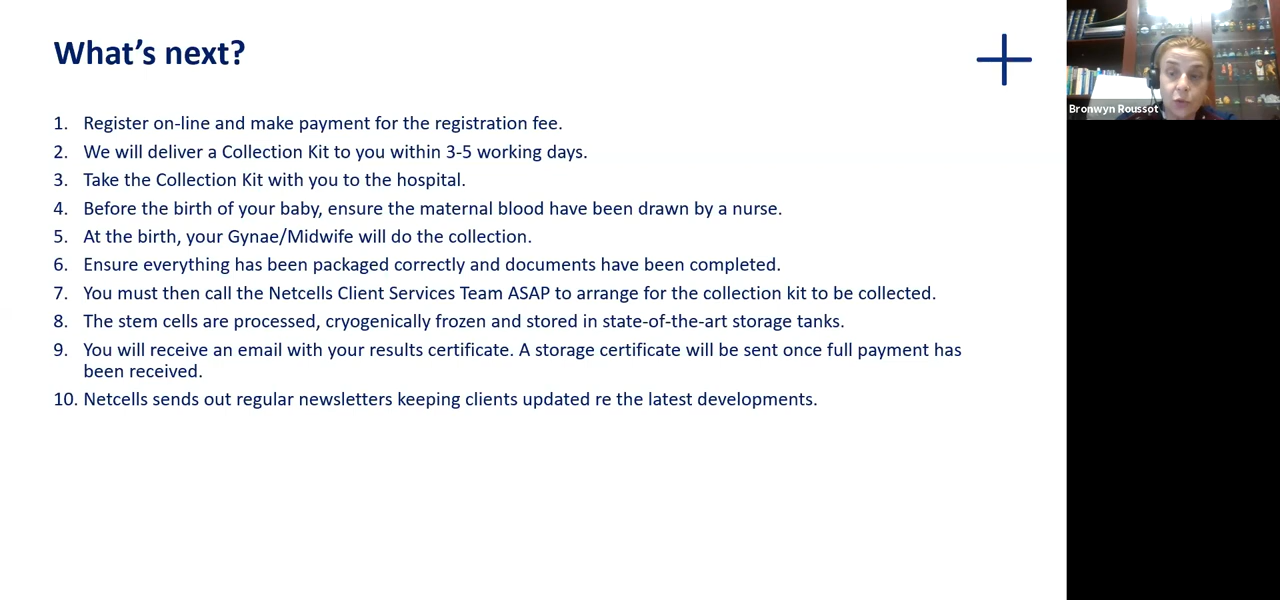 What's next?
1. Register on-line and make payment for the registration fee.
2. We will deliver a Collection Kit to you within 3-5 working days.
3. Take the Collection Kit with you to the hospital.
4. Before the birth of your baby, ensure the maternal blood have been drawn by a nurse.
5. At the birth, your Gynae/Midwife will do the collection.
6. Ensure everything has been packaged correctly and documents have been completed.
7. You must then call the Netcells Client Services Team ASAP to arrange for the collection kit to be collected.
8. The stem cells are processed, cryogenically frozen and stored in state-of-the-art storage tanks.
9. You will receive an email with your results certificate. A storage certificate will be sent once full payment has
been received.
10. Netcells sends out regular newsletters keeping clients updated re the latest developments.
Bronwyn Roussot